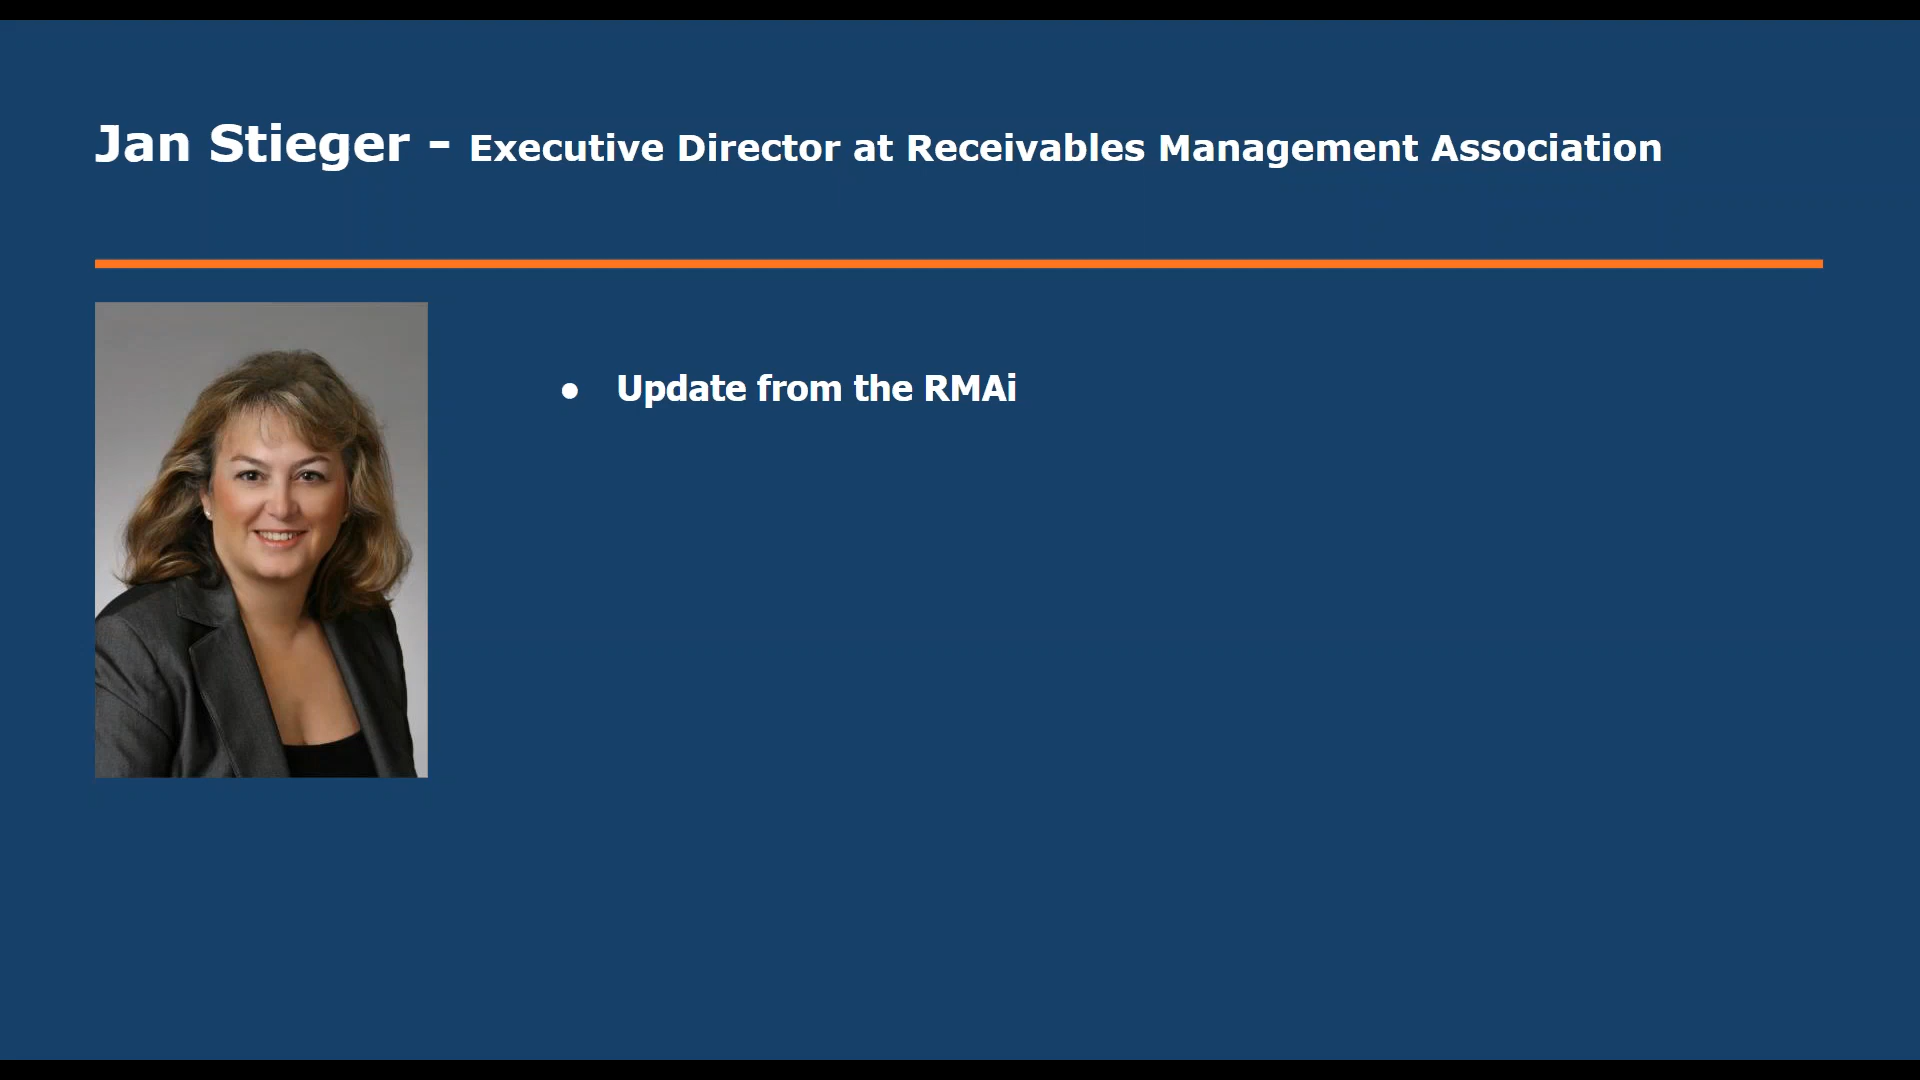 Jan Stieger - Executive Director at Receivables Management Association
● Update from the RMAi